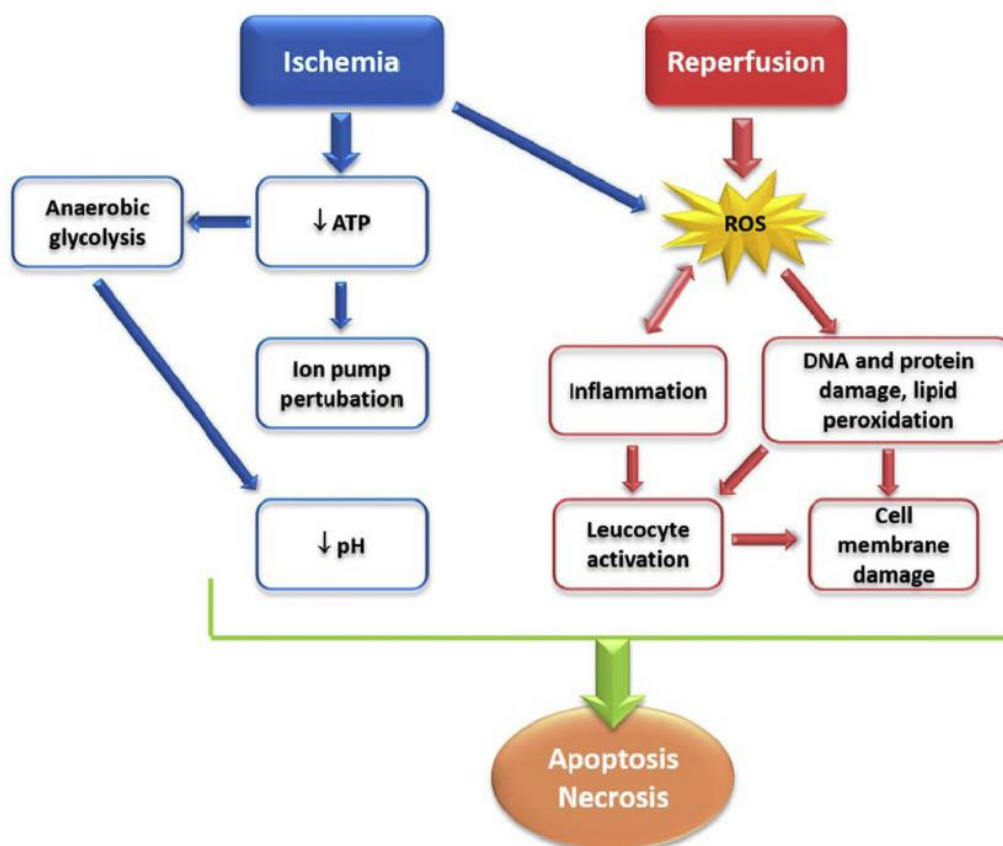 Ischemia
Reperfusion
Anaerobic
glycolysis
↓ ATP
ROS
Ion pump
pertubation
Inflammation
DNA and protein
damage, lipid
peroxidation
↓ pH
Leucocyte
activation
Cell
membrane
damage
Apoptosis
Necrosis